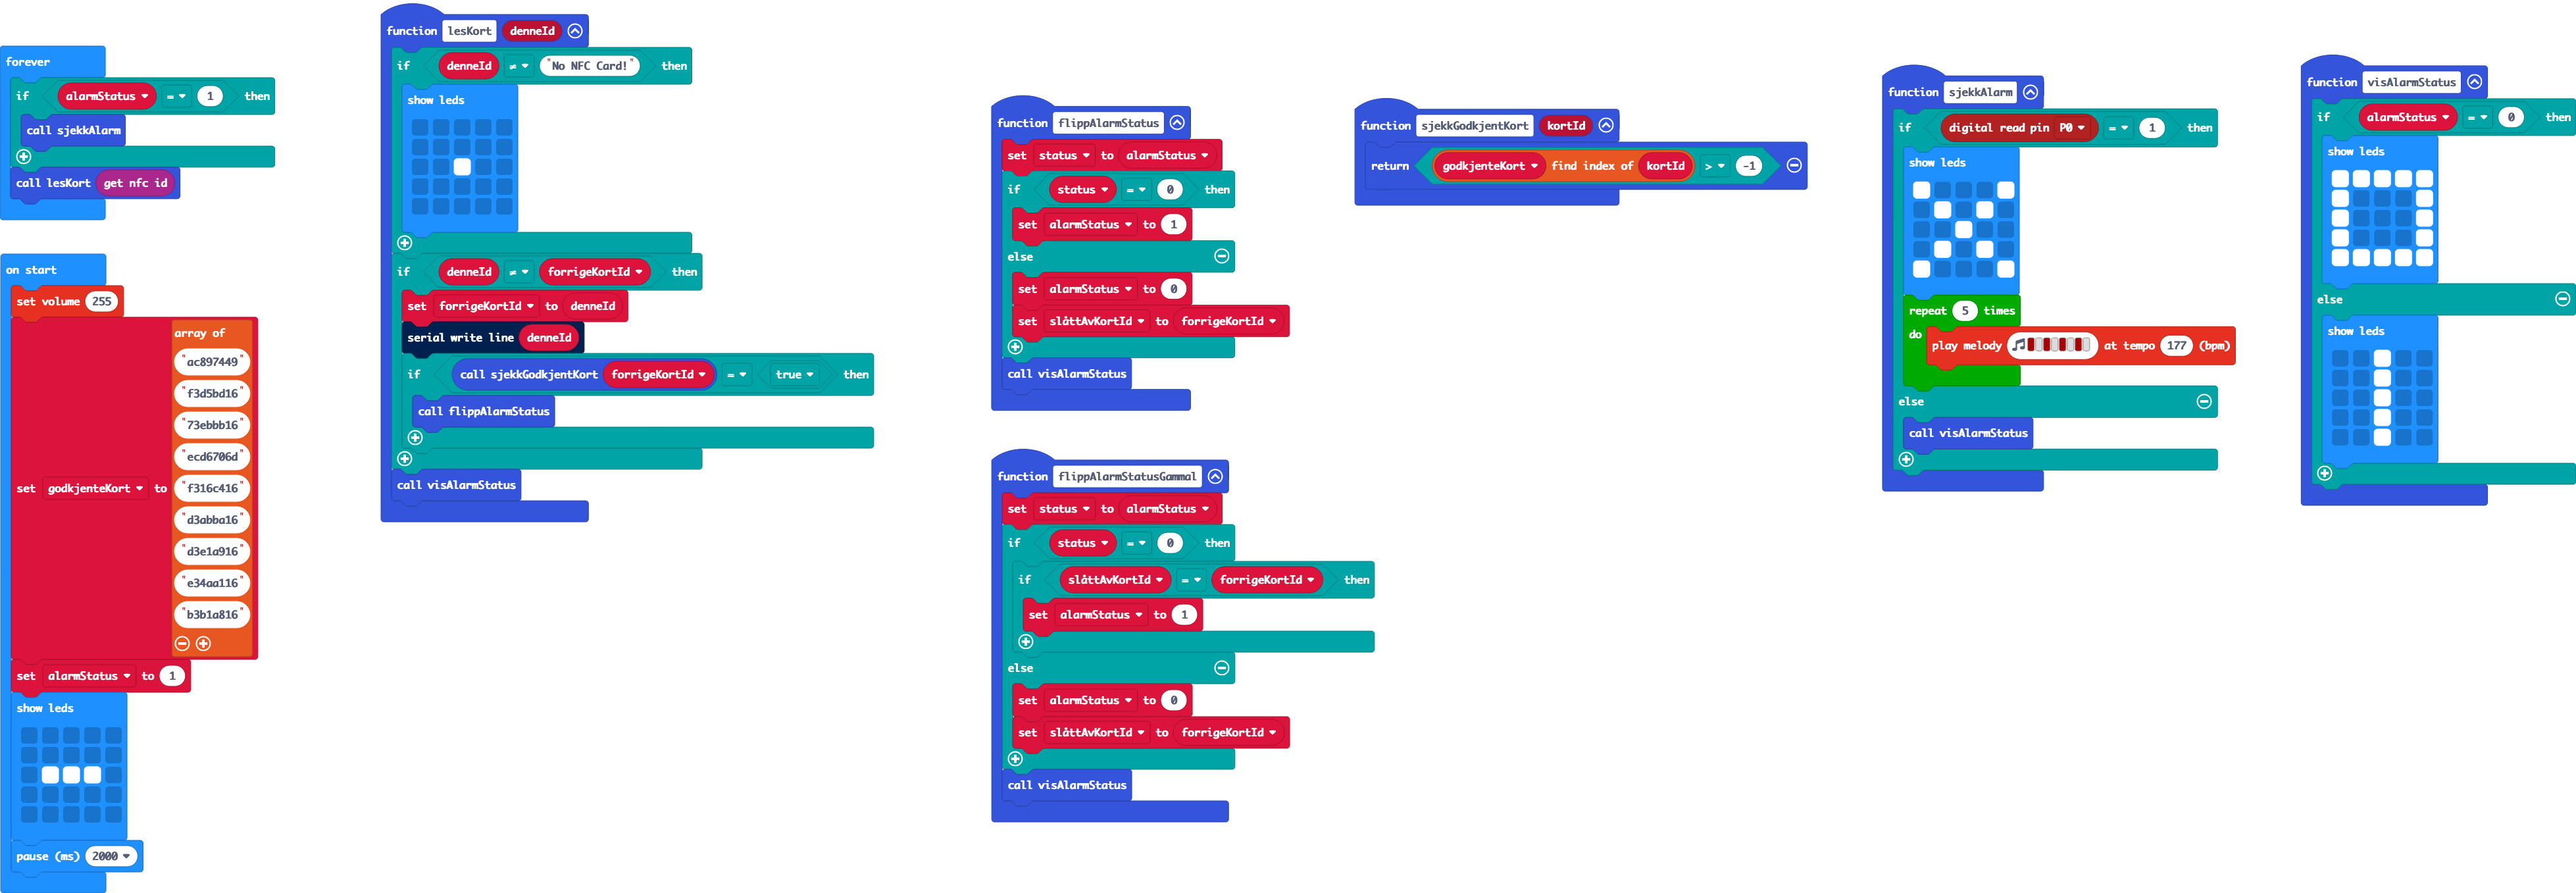 forever
if alarmStatus = 1 then
call sjekkAlarm
call lesKort get nfc id
on start
set volume 255
set godkjenteKort to array of
"ac897449"
"f3d5bd16"
"73ebbb16"
"ecd6706d"
"f316c416"
"d3abba16"
"d3e1a916"
"e34aa116"
"b3b1a816"
set alarmStatus to 1
show leds
pause (ms) 2000
function lesKort denneId
if denneId ≠ "No NFC Card!" then
show leds
if denneId ≠ forrigeKortId then
set forrigeKortId to denneId
serial write line denneId
if call sjekkGodkjentKort forrigeKortId = true then
call flippAlarmStatus
call visAlarmStatus
function flippAlarmStatus
set status to alarmStatus
if status = 0 then
set alarmStatus to 1
else
set alarmStatus to 0
set slåttAvKortId to forrigeKortId
call visAlarmStatus
function flippAlarmStatusGammal
set status to alarmStatus
if status = 0 then
if slåttAvKortId = forrigeKortId then
set alarmStatus to 1
else
set alarmStatus to 0
set slåttAvKortId to forrigeKortId
call visAlarmStatus
function sjekkGodkjentKort kortId
return godkjenteKort find index of kortId > -1
function sjekkAlarm
if digital read pin P0 = 1 then
show leds
repeat 5 times
do play melody at tempo 177 (bpm)
else
call visAlarmStatus
function visAlarmStatus
if alarmStatus = 0 then
show leds
else
show leds